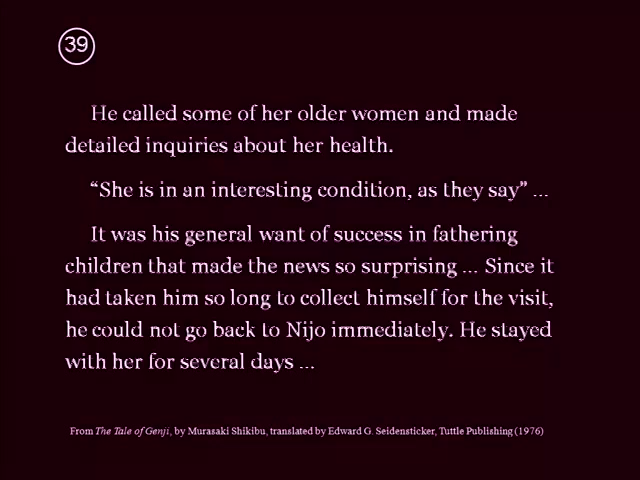 39
He called some of her older women and made
detailed inquiries about her health.
“She is in an interesting condition, as they say” ...
It was his general want of success in fathering
children that made the news so surprising ... Since it
had taken him so long to collect himself for the visit,
he could not go back to Nijo immediately. He stayed
with her for several days ...
From The Tale of Genji, by Murasaki Shikibu, translated by Edward G. Seidensticker, Tuttle Publishing (1976)